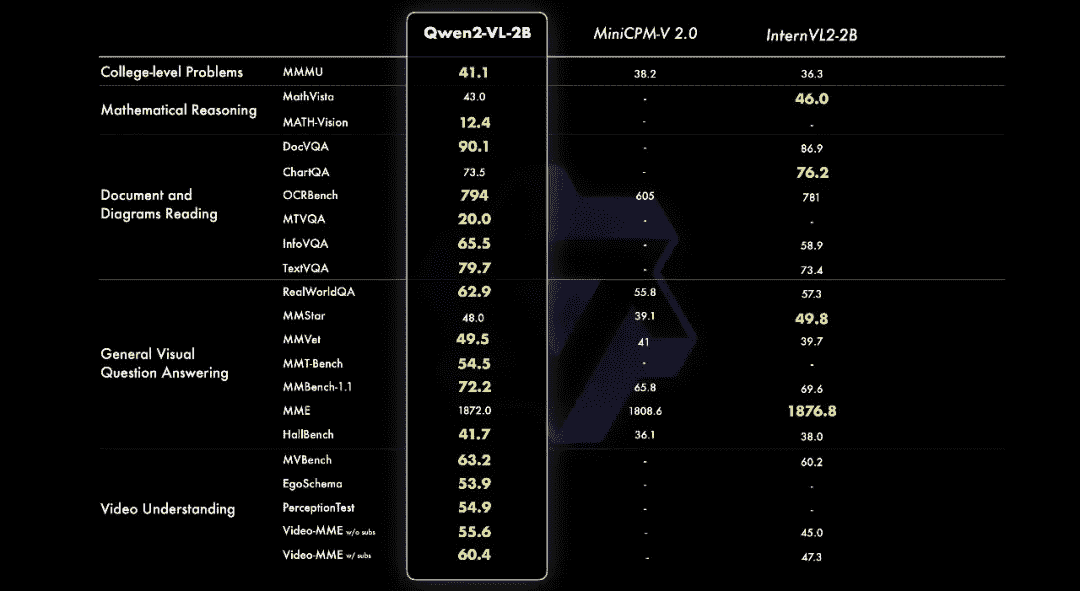 Qwen2-VL-2B MiniCPM-V 2.0 InternVL2-2B
College-level Problems MMMU 41.1 38.2 36.3
Mathematical Reasoning MathVista 43.0 - 46.0
MATH-Vision 12.4 - -
Document and Diagrams Reading DocVQA 90.1 - 86.9
ChartQA 73.5 - 76.2
OCRBench 794 605 781
MTVQA 20.0 - -
InfoVQA 65.5 - 58.9
TextVQA 79.7 - 73.4
General Visual Question Answering RealWorldQA 62.9 55.8 57.3
MMStar 48.0 39.1 49.8
MMVet 49.5 41 39.7
MMT-Bench 54.5 - -
MMBench-1.1 72.2 65.8 69.6
MME 1872.0 1808.6 1876.8
HallBench 41.7 36.1 38.0
Video Understanding MVBench 63.2 - 60.2
EgoSchema 53.9 - -
PerceptionTest 54.9 - -
Video-MME w/o subs 55.6 - 45.0
Video-MME w/ subs 60.4 - 47.3